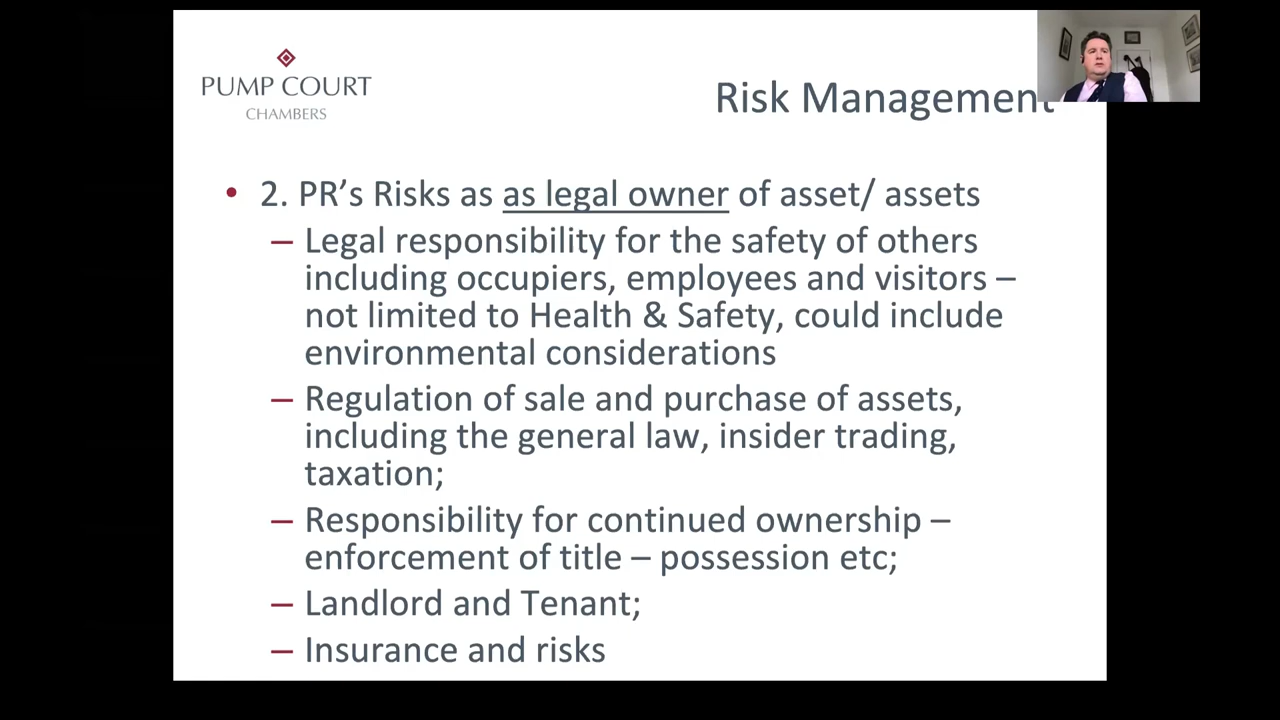 PUMP COURT
CHAMBERS
Risk Management
• 2. PR’s Risks as as legal owner of asset/ assets
– Legal responsibility for the safety of others
including occupiers, employees and visitors –
not limited to Health & Safety, could include
environmental considerations
– Regulation of sale and purchase of assets,
including the general law, insider trading,
taxation;
– Responsibility for continued ownership –
enforcement of title – possession etc;
– Landlord and Tenant;
– Insurance and risks